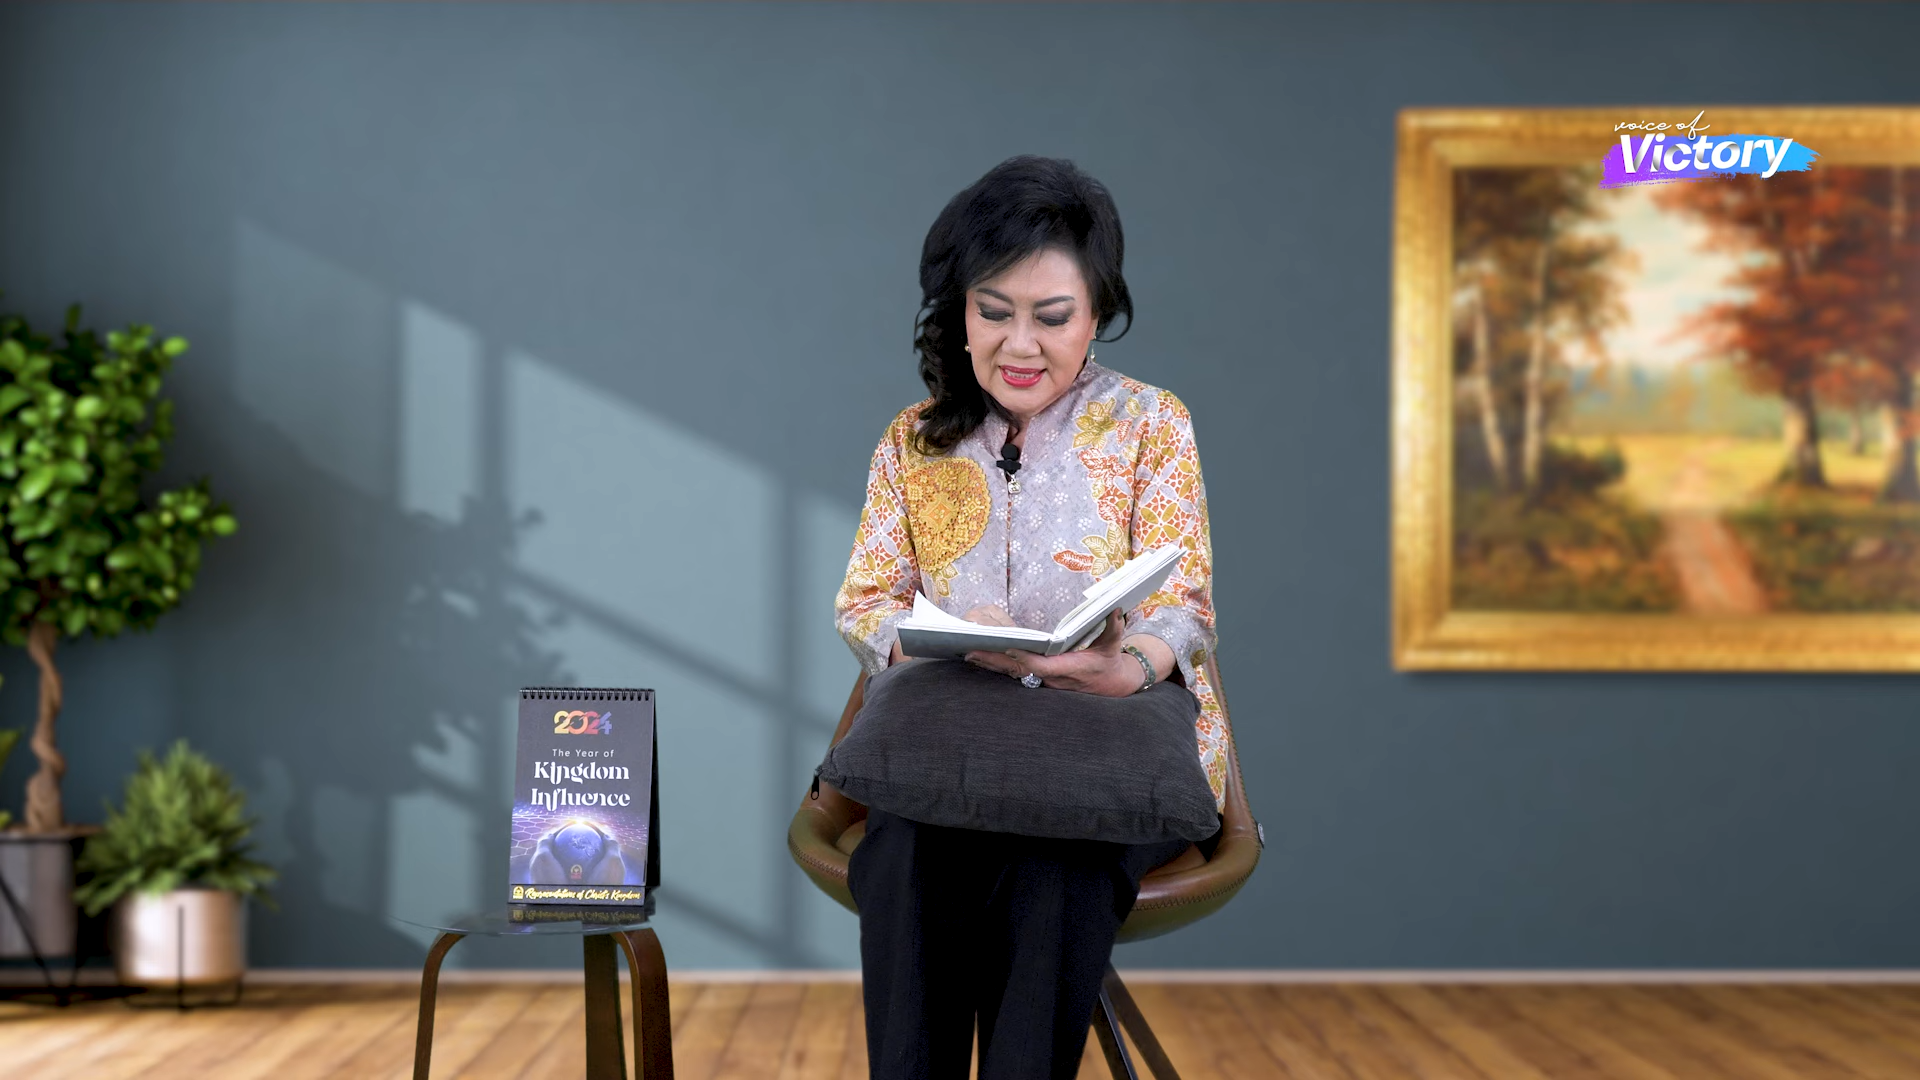 voice of
Victory
2024
The Year of
Kingdom
Influence
Representatives of Christ's Kingdom